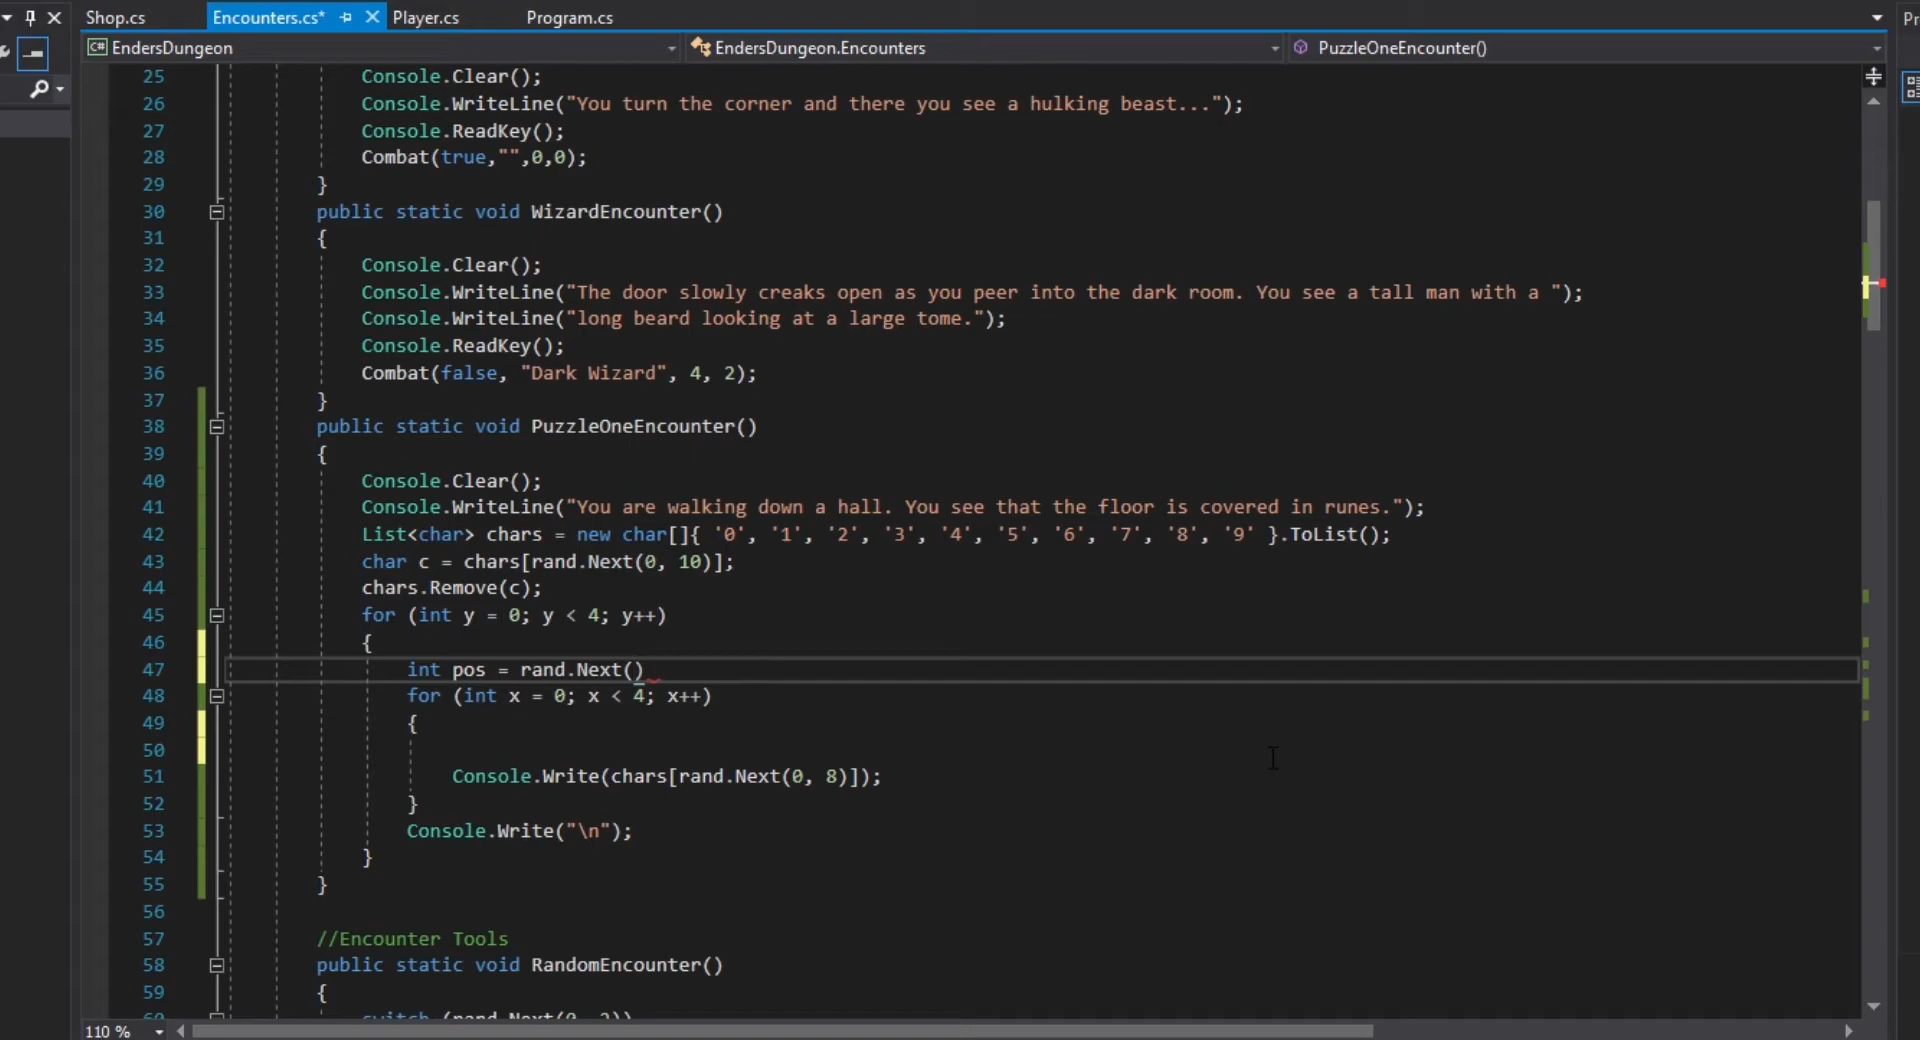 Shop.cs Encounters.cs* Player.cs Program.cs Pr
C# EndersDungeon EndersDungeon.Encounters PuzzleOneEncounter()
25 Console.Clear();
26 Console.WriteLine("You turn the corner and there you see a hulking beast...");
27 Console.ReadKey();
28 Combat(true,"",0,0);
29 }
30 public static void WizardEncounter()
31 {
32 Console.Clear();
33 Console.WriteLine("The door slowly creaks open as you peer into the dark room. You see a tall man with a ");
34 Console.WriteLine("long beard looking at a large tome.");
35 Console.ReadKey();
36 Combat(false, "Dark Wizard", 4, 2);
37 }
38 public static void PuzzleOneEncounter()
39 {
40 Console.Clear();
41 Console.WriteLine("You are walking down a hall. You see that the floor is covered in runes.");
42 List<char> chars = new char[]{ '0', '1', '2', '3', '4', '5', '6', '7', '8', '9' }.ToList();
43 char c = chars[rand.Next(0, 10)];
44 chars.Remove(c);
45 for (int y = 0; y < 4; y++)
46 {
47 int pos = rand.Next()
48 for (int x = 0; x < 4; x++)
49 {
50
51 Console.Write(chars[rand.Next(0, 8)]);
52 }
53 Console.Write("\n");
54 }
55 }
56
57 //Encounter Tools
58 public static void RandomEncounter()
59 {
60 switch (rand.Next(0, 2))
110 %